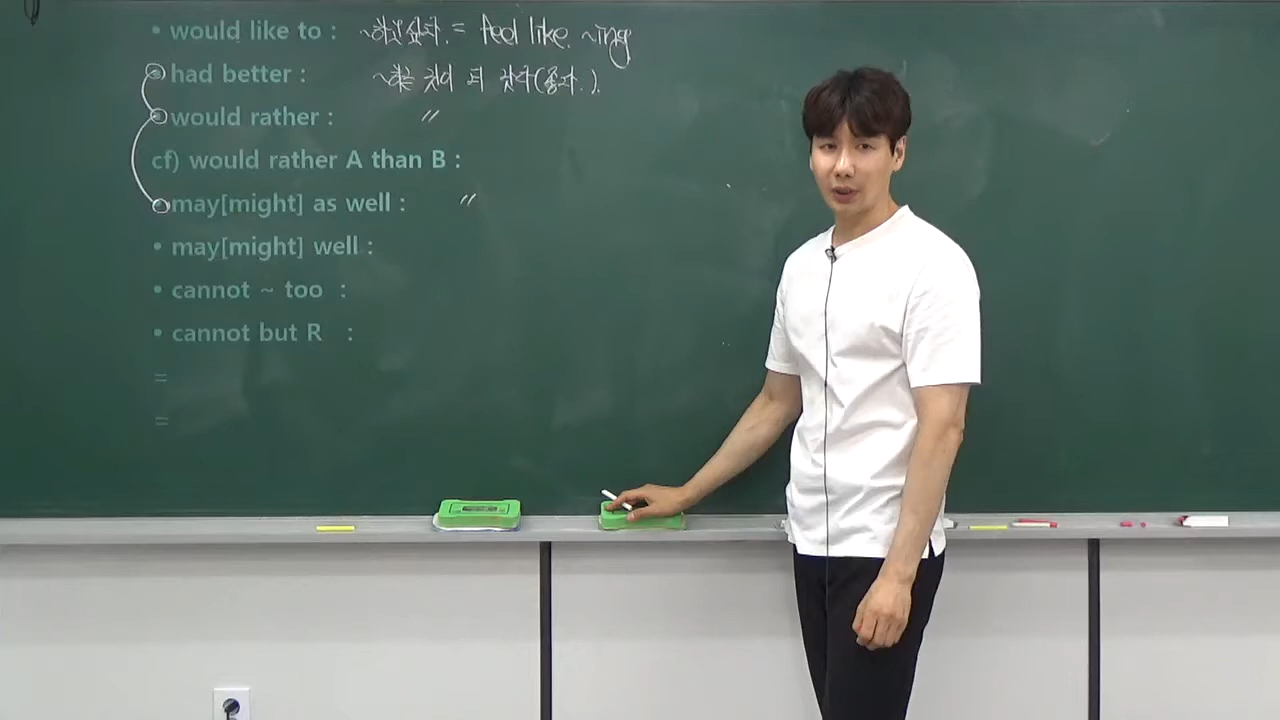 • would like to : ~하고 싶다. = feel like ~ing
had better : ~하는 것이 더 낫다(좋다.).
would rather : 〃
cf) would rather A than B :
may[might] as well : 〃
• may[might] well :
• cannot ~ too :
• cannot but R :
=
=